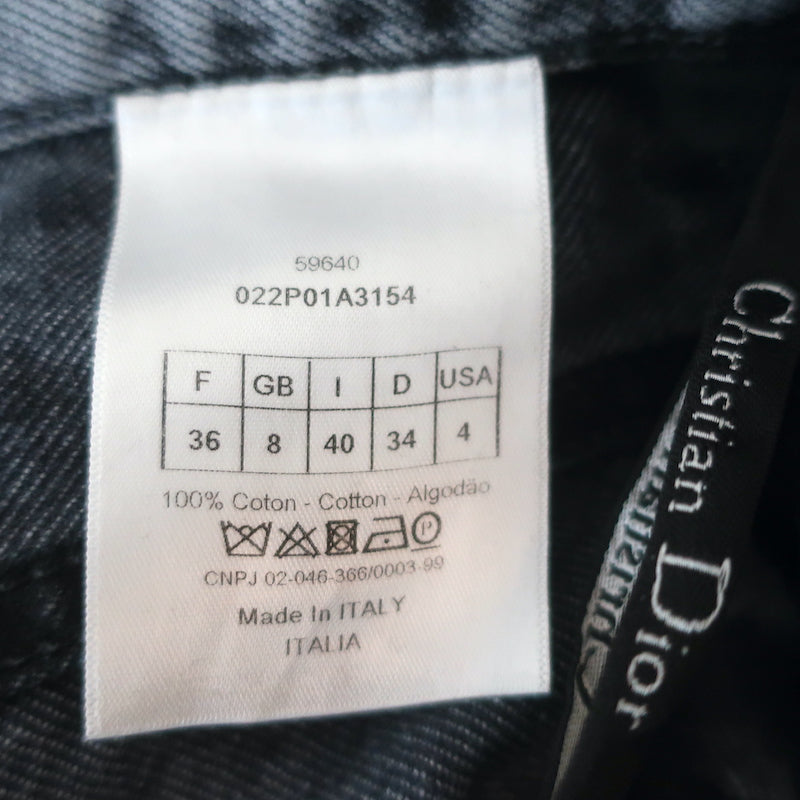 59640
022P01A3154
F GB I D USA
36 8 40 34 4
100% Coton - Cotton - Algodão
P
CNPJ 02-046-366/0003-99
Made In ITALY
ITALIA
Christian Dior